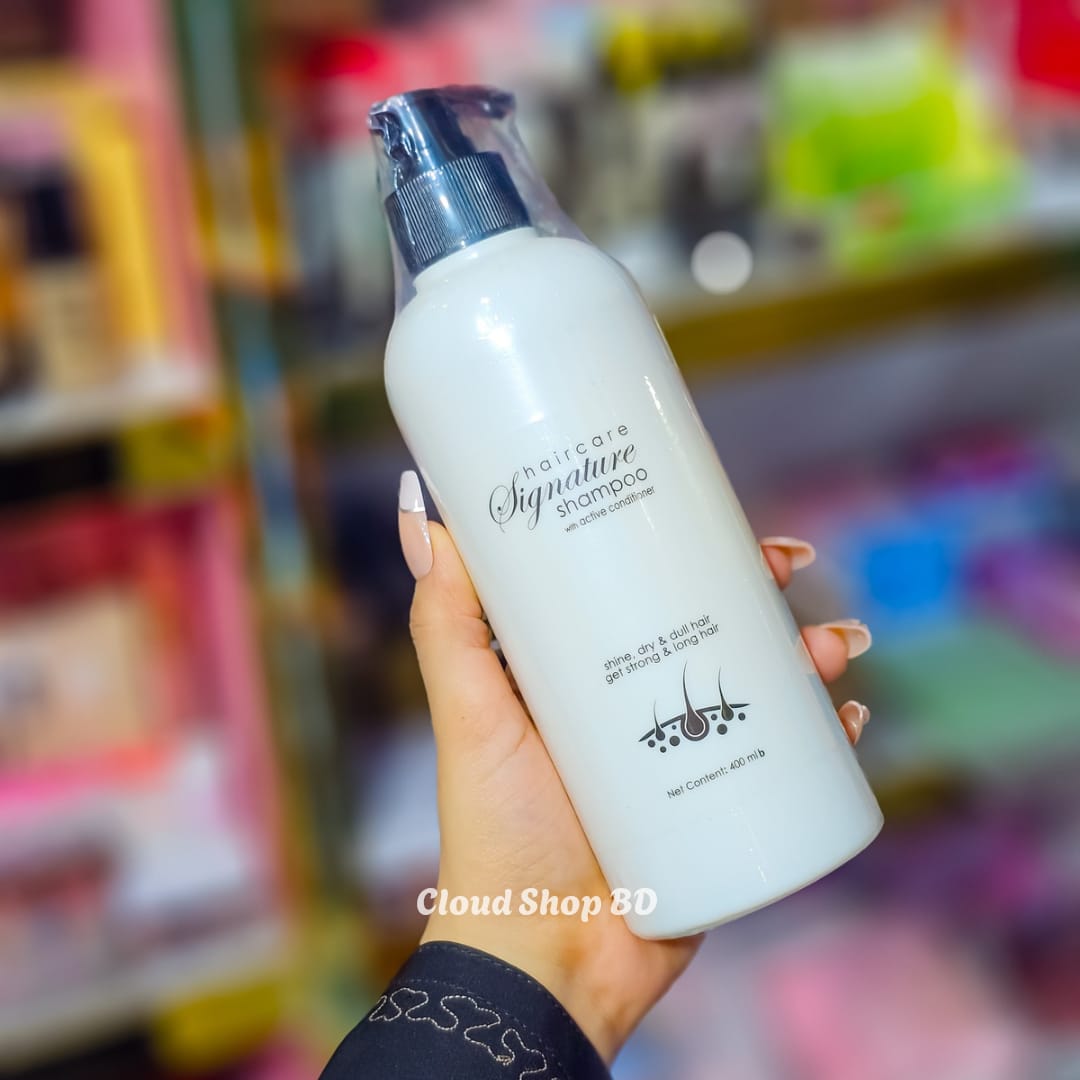 haircare
Signature
shampoo
with active conditioner
shine, dry & dull hair
get strong & long hair
Net Content: 400 ml b
Cloud Shop BD